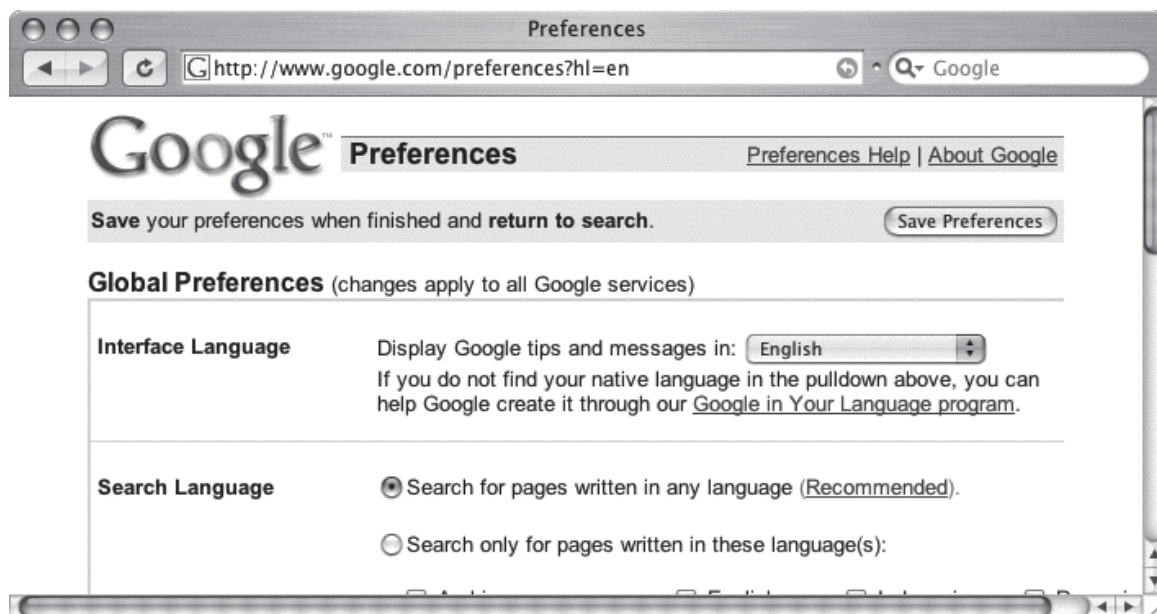 Preferences
G http://www.google.com/preferences?hl=en
Google
Google™ Preferences Preferences Help | About Google
Save your preferences when finished and return to search. Save Preferences
Global Preferences (changes apply to all Google services)
Interface Language Display Google tips and messages in: English
If you do not find your native language in the pulldown above, you can
help Google create it through our Google in Your Language program.
Search Language Search for pages written in any language (Recommended).
Search only for pages written in these language(s):